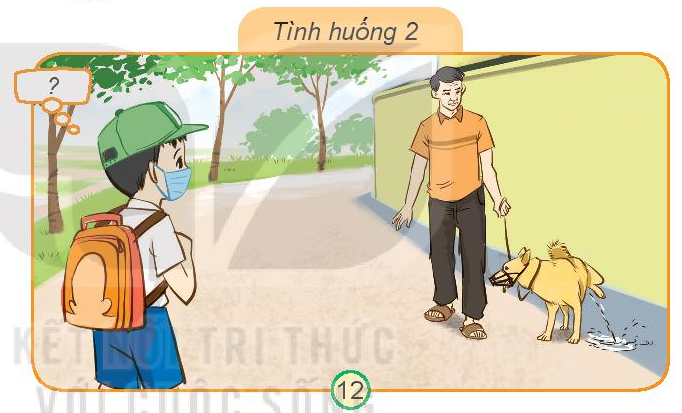 Tình huống 2
?
KẾT NỐI TRI THỨC
VỚI CUỘC SỐNG
12